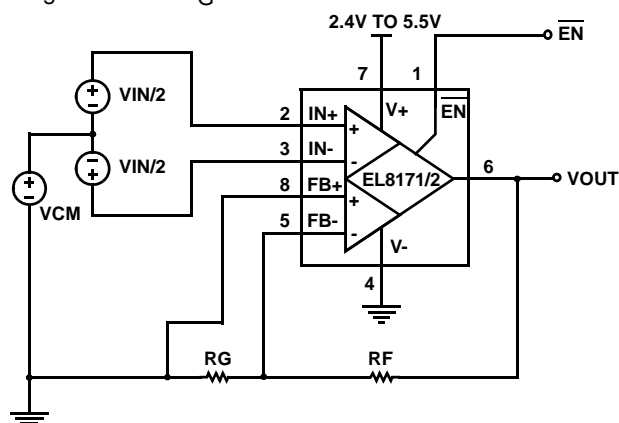 G
2.4V TO 5.5V
EN
7
1
VIN/2
2
IN+
+
V+
EN
3
IN-
-
VIN/2
8
FB+
+
EL8171/2
6
VOUT
VCM
5
FB-
-
V-
4
RG
RF